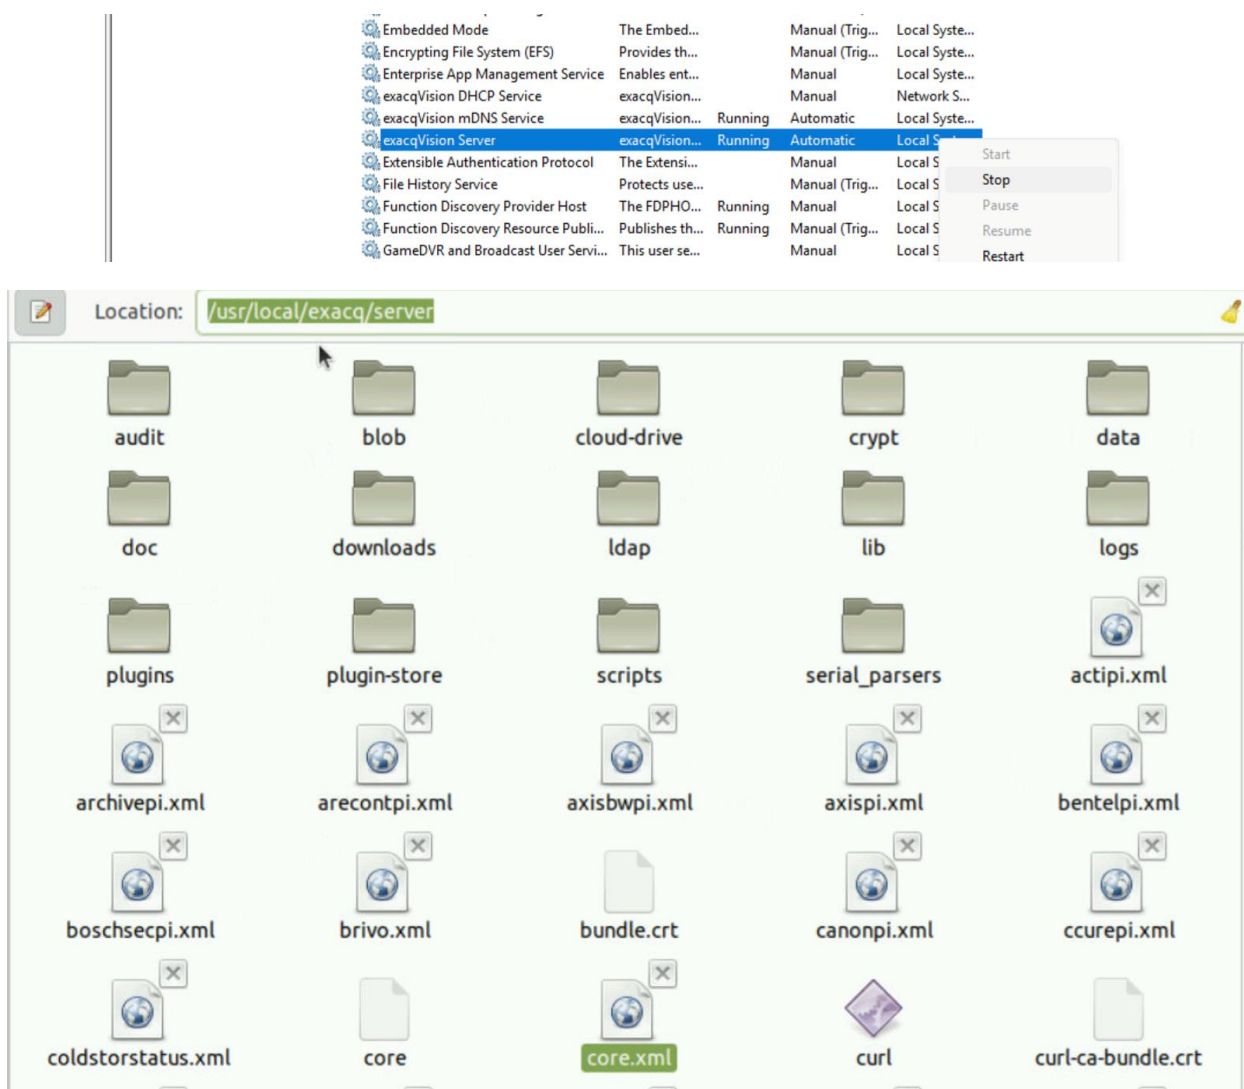 Embedded Mode The Embed... Manual (Trig... Local Syste...
Encrypting File System (EFS) Provides th... Manual (Trig... Local Syste...
Enterprise App Management Service Enables ent... Manual Local Syste...
exacqVision DHCP Service exacqVision... Manual Network S...
exacqVision mDNS Service exacqVision... Running Automatic Local Syste...
exacqVision Server exacqVision... Running Automatic Local
Extensible Authentication Protocol The Extensi... Manual Local S
File History Service Protects use... Manual (Trig... Local S
Function Discovery Provider Host The FDPHO... Running Manual Local S
Function Discovery Resource Publi... Publishes th... Running Manual (Trig... Local S
GameDVR and Broadcast User Servi... This user se... Manual Local S
Start
Stop
Pause
Resume
Restart
Location: /usr/local/exacq/server
audit blob cloud-drive crypt data
doc downloads ldap lib logs
plugins plugin-store scripts serial_parsers actipi.xml
archivepi.xml arecontpi.xml axisbwpi.xml axispi.xml bentelpi.xml
boschsecpi.xml brivo.xml bundle.crt canonpi.xml ccurepi.xml
coldstorstatus.xml core core.xml curl curl-ca-bundle.crt